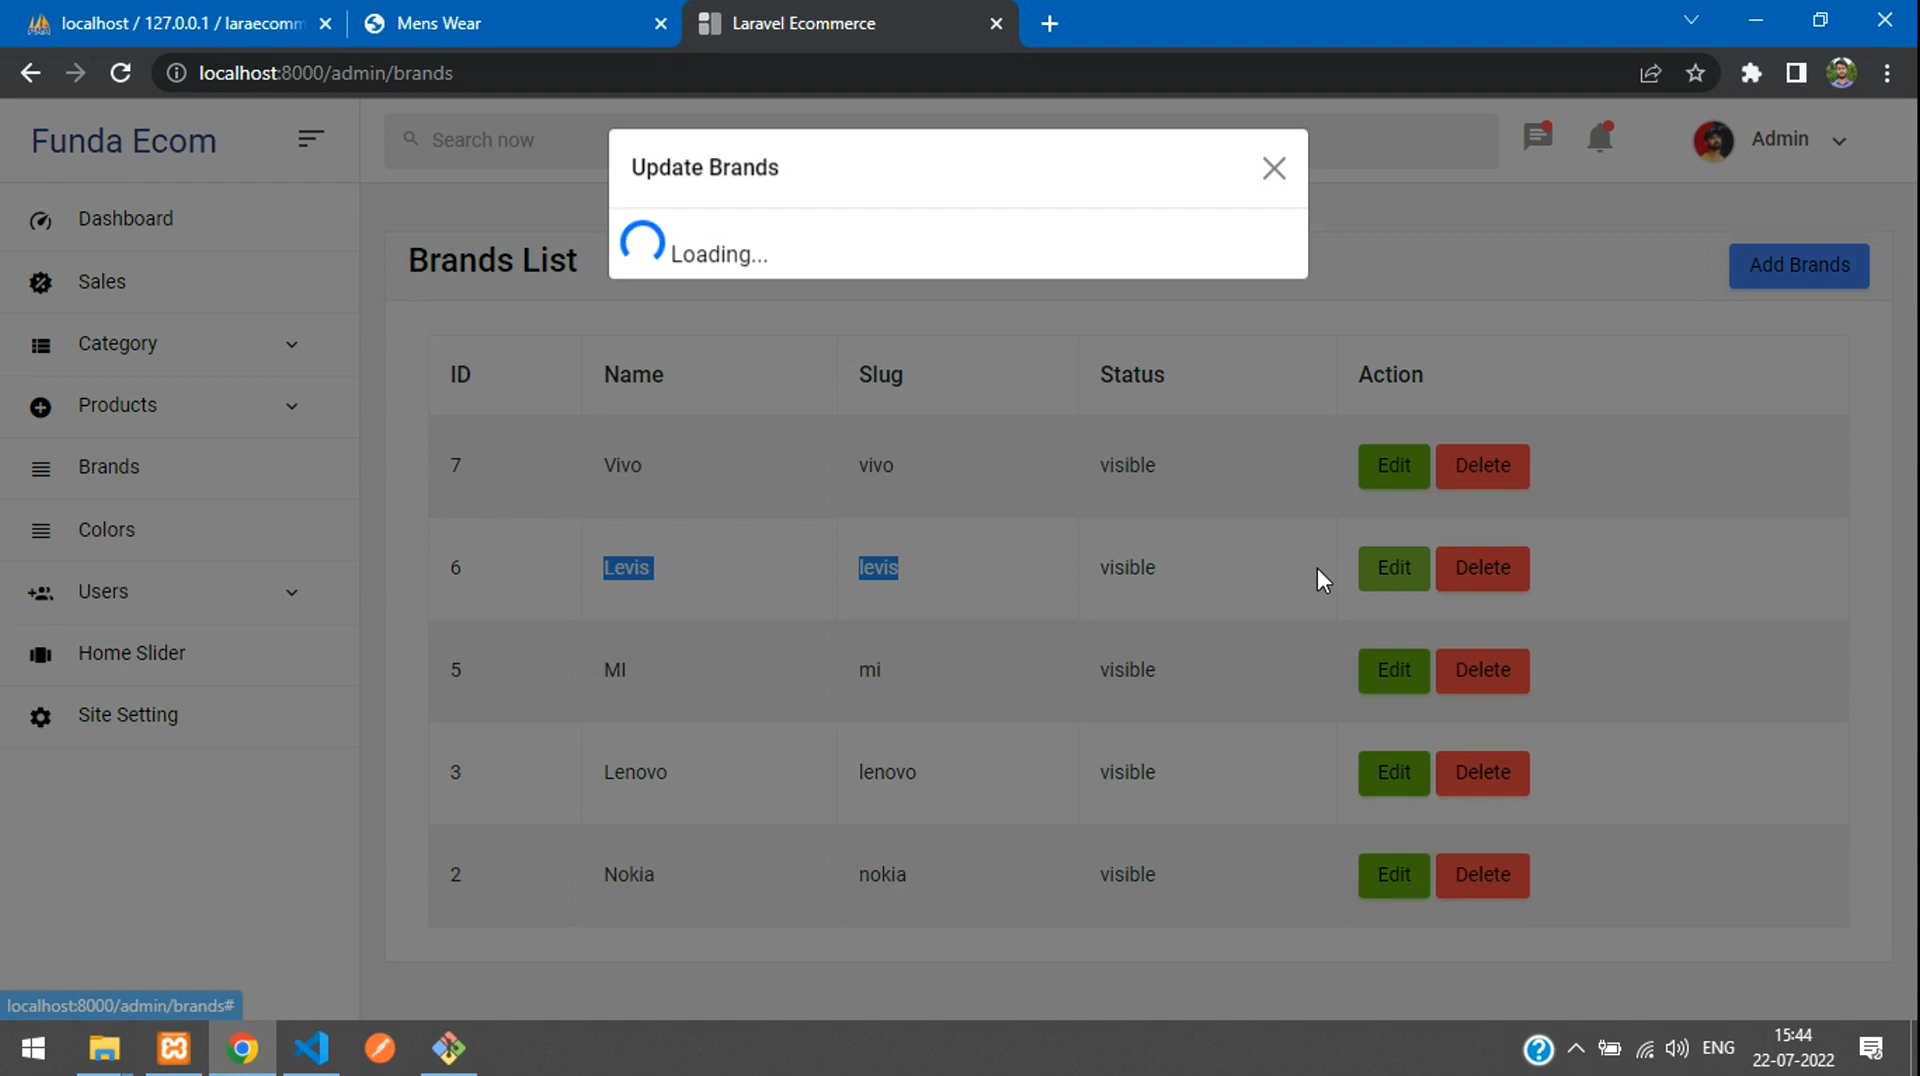 localhost / 127.0.0.1 / laraecomm
Mens Wear
Laravel Ecommerce
localhost:8000/admin/brands
Funda Ecom
Search now
Admin
Update Brands
Loading...
Dashboard
Sales
Category
Products
Brands
Colors
Users
Home Slider
Site Setting
Brands List
Add Brands
ID Name Slug Status Action
7 Vivo vivo visible Edit Delete
6 Levis levis visible Edit Delete
5 MI mi visible Edit Delete
3 Lenovo lenovo visible Edit Delete
2 Nokia nokia visible Edit Delete
localhost:8000/admin/brands#
ENG
15:44
22-07-2022